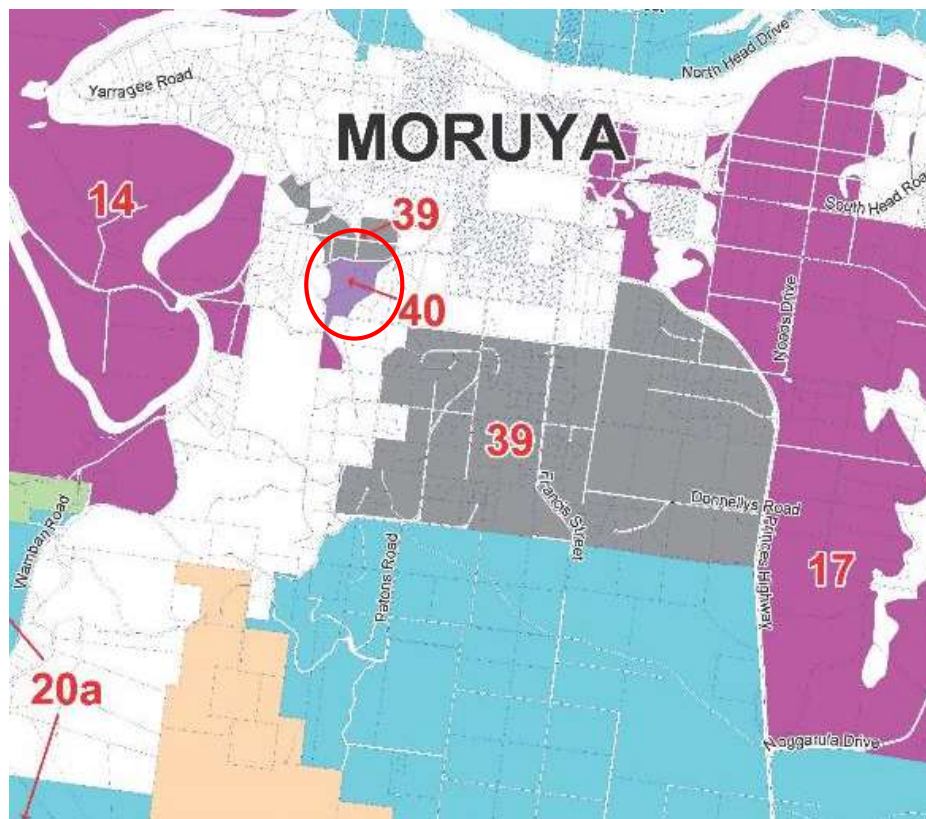 North Head Drive
Yarragee Road
MORUYA
14
South Head Road
39
40
Noads Drive
39
Francis Street
Donnellys Road
Wamban Road
Princes Highway
17
Patons Road
20a
Noggarula Drive